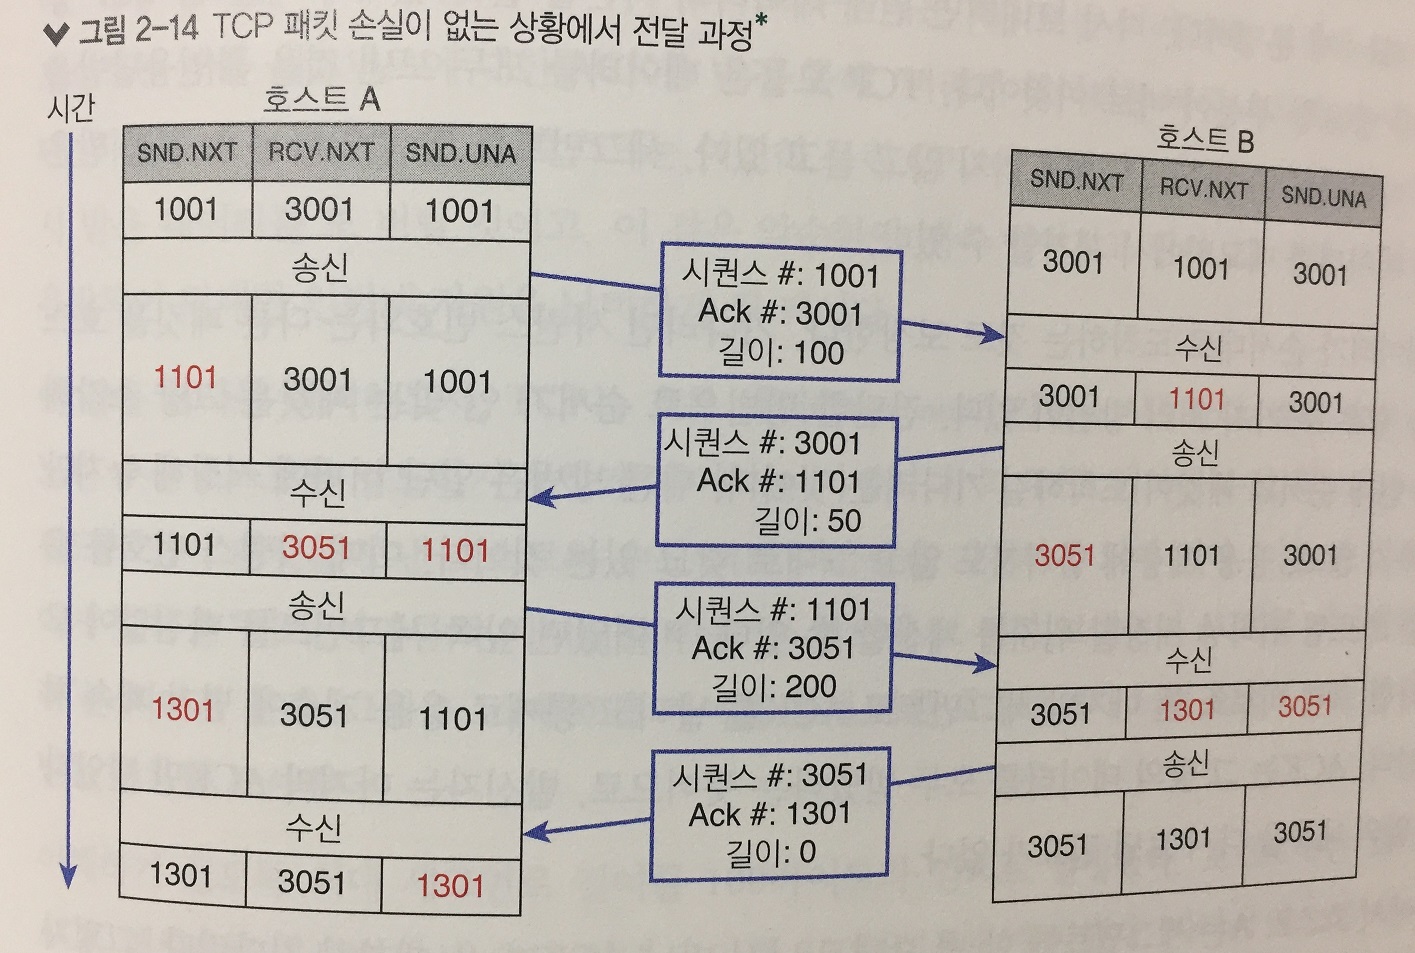 그림 2-14 TCP 패킷 손실이 없는 상황에서 전달 과정*
시간
호스트 A
SND.NXT RCV.NXT SND.UNA
1001 3001 1001
송신
1101 3001 1001
수신
1101 3051 1101
송신
1301 3051 1101
수신
1301 3051 1301
시퀀스 #: 1001
Ack #: 3001
길이: 100
시퀀스 #: 3001
Ack #: 1101
길이: 50
시퀀스 #: 1101
Ack #: 3051
길이: 200
시퀀스 #: 3051
Ack #: 1301
길이: 0
호스트 B
SND.NXT RCV.NXT SND.UNA
3001 1001 3001
수신
3001 1101 3001
송신
3051 1101 3001
수신
3051 1301 3051
송신
3051 1301 3051